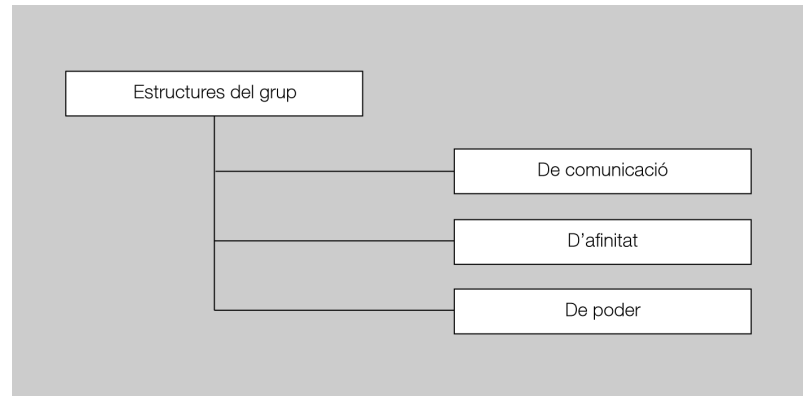 Estructures del grup
De comunicació
D’afinitat
De poder